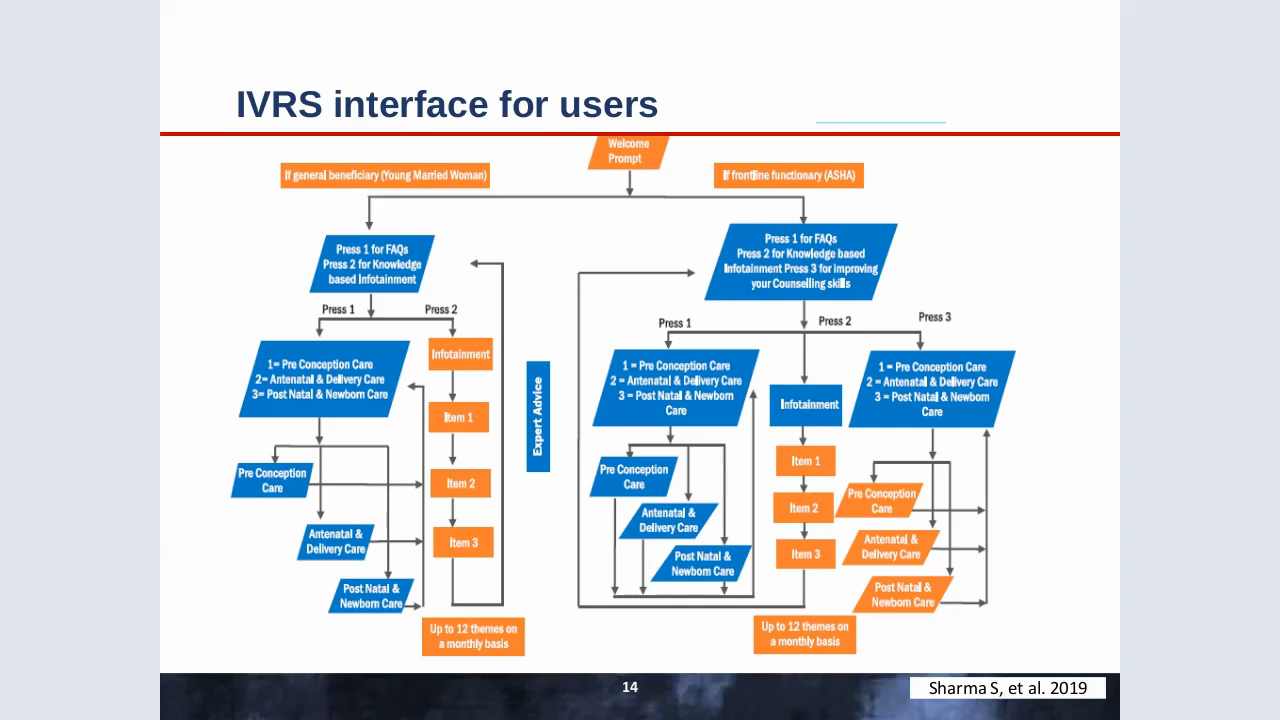 IVRS interface for users
Welcome
Prompt
If general beneficiary (Young Married Woman)
If frontline functionary (ASHA)
Press 1 for FAQs
Press 2 for Knowledge
based Infotainment
Press 1
Press 2
1= Pre Conception Care
2= Antenatal & Delivery Care
3= Post Natal & Newborn Care
Infotainment
Item 1
Item 2
Item 3
Pre Conception
Care
Antenatal &
Delivery Care
Post Natal &
Newborn Care
Up to 12 themes on
a monthly basis
Expert Advice
Press 1 for FAQs
Press 2 for Knowledge based
Infotainment Press 3 for improving
your Counselling skills
Press 1
Press 2
Press 3
1 = Pre Conception Care
2 = Antenatal & Delivery Care
3 = Post Natal & Newborn
Care
Pre Conception
Care
Antenatal &
Delivery Care
Post Natal &
Newborn Care
Infotainment
Item 1
Item 2
Item 3
Up to 12 themes on
a monthly basis
1 = Pre Conception Care
2 = Antenatal & Delivery Care
3 = Post Natal & Newborn
Care
Pre Conception
Care
Antenatal &
Delivery Care
Post Natal &
Newborn Care
14
Sharma S, et al. 2019